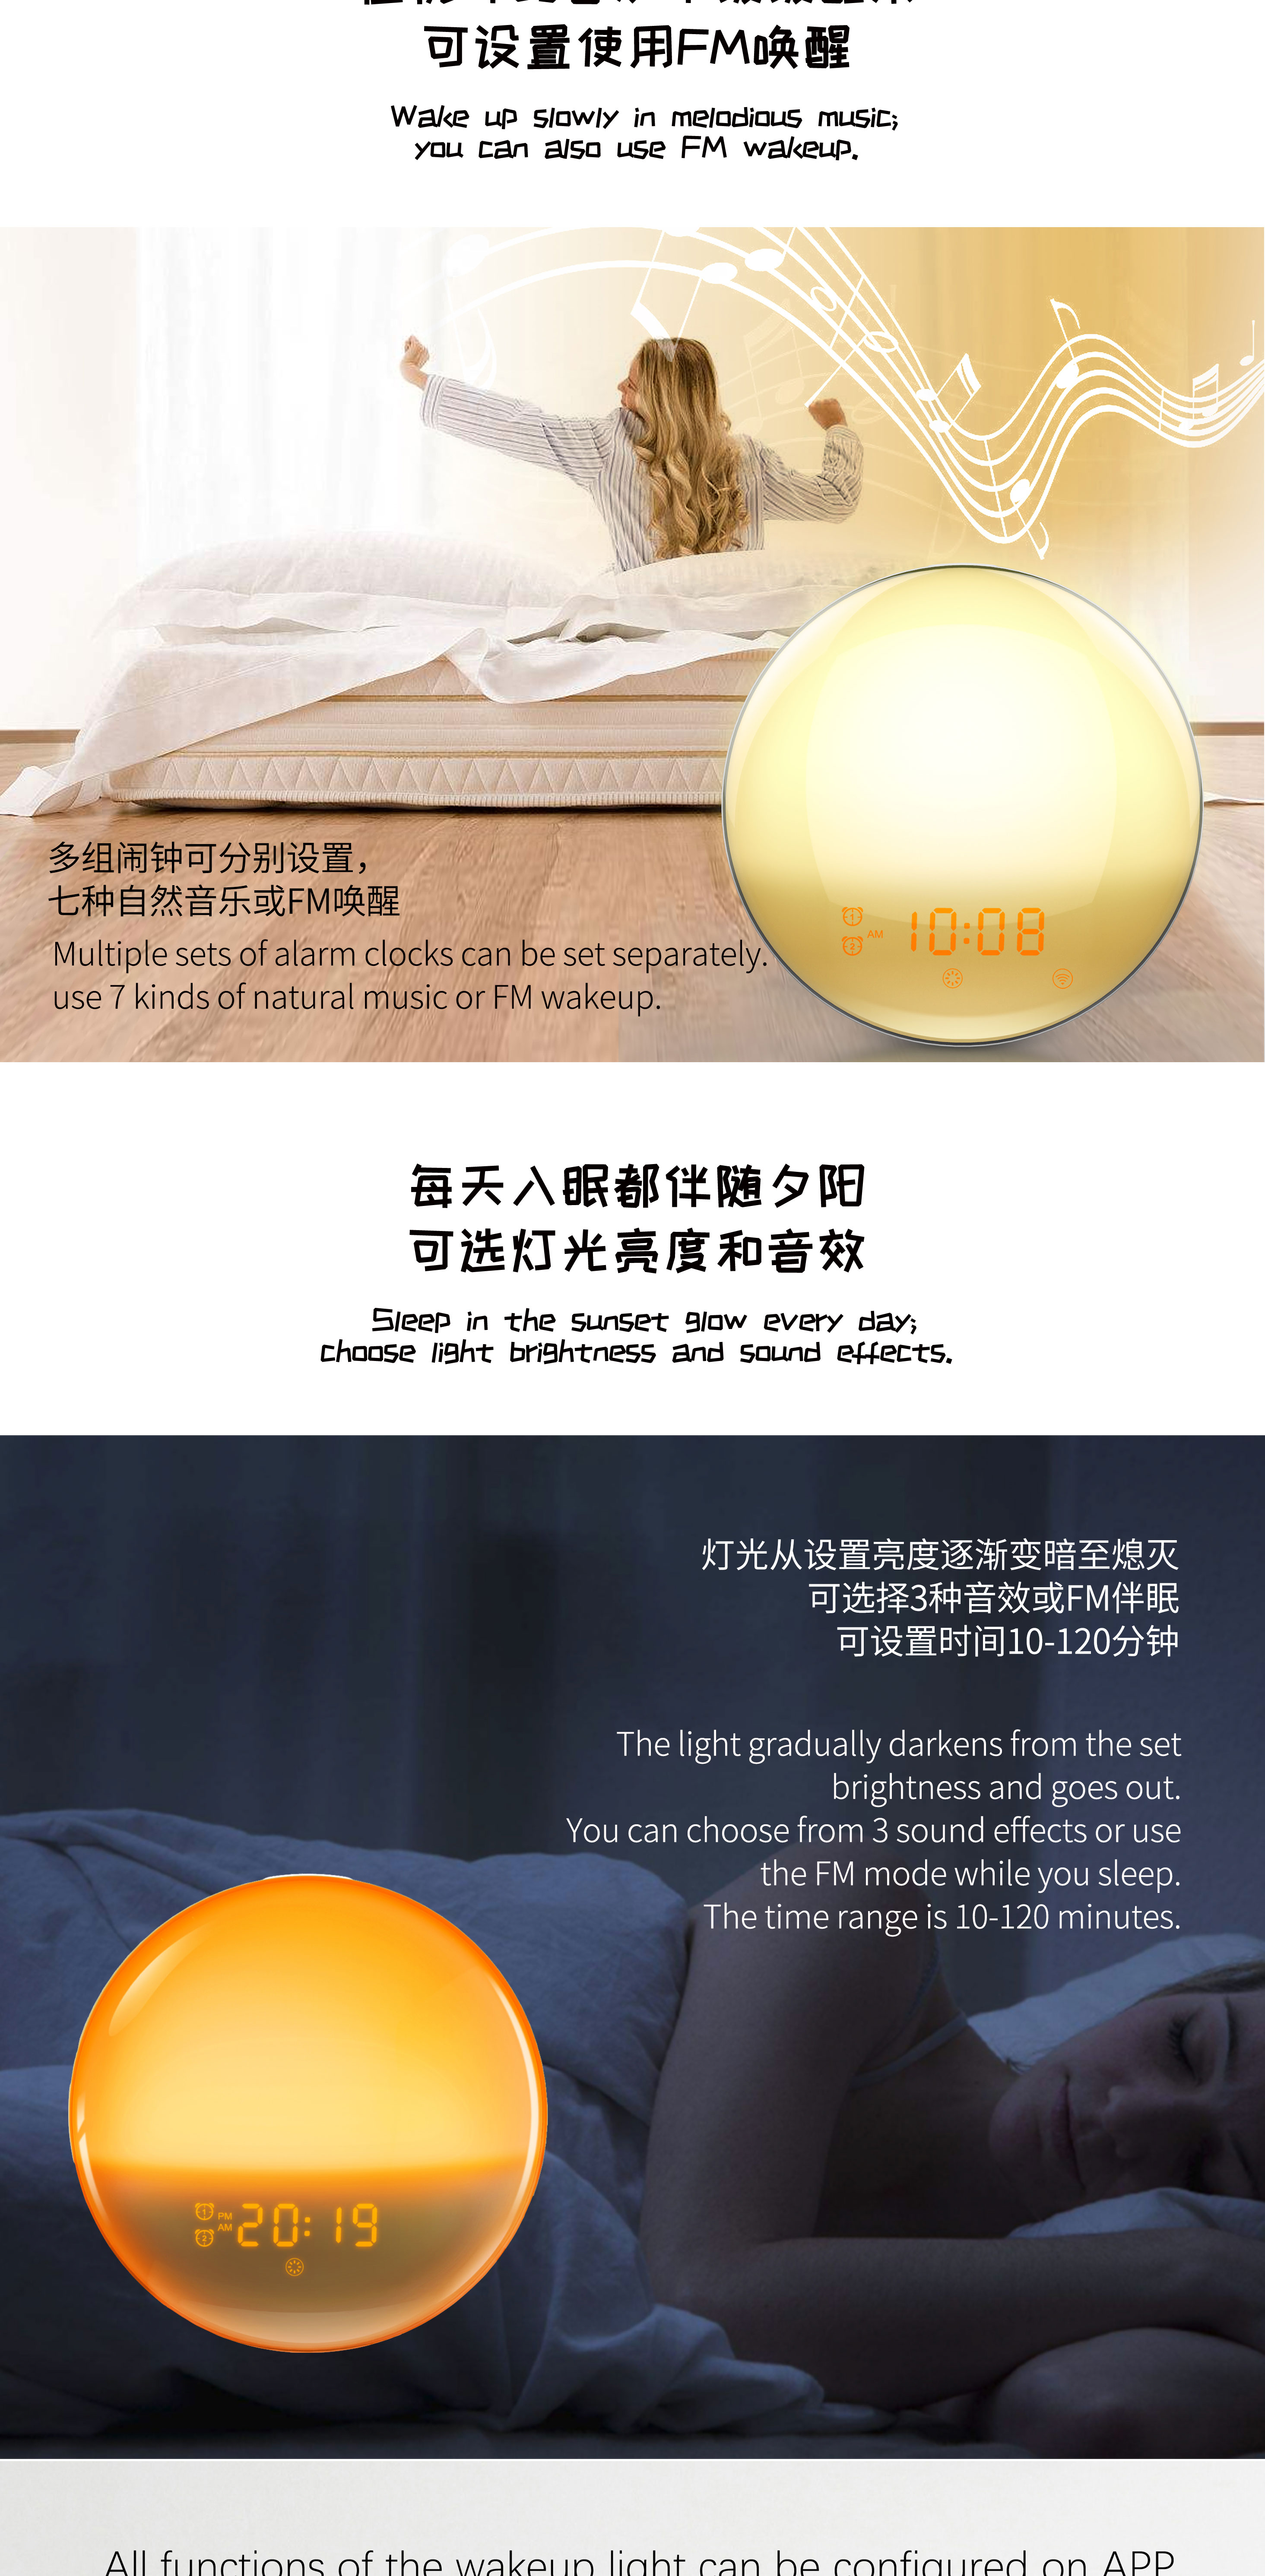 可设置使用FM唤醒
Wake up slowly in melodious music;
you can also use FM wakeup.
多组闹钟可分别设置，
七种自然音乐或FM唤醒
Multiple sets of alarm clocks can be set separately.
use 7 kinds of natural music or FM wakeup.
1
2
AM
10:08
每天入眠都伴随夕阳
可选灯光亮度和音效
Sleep in the sunset glow every day;
choose light brightness and sound effects.
灯光从设置亮度逐渐变暗至熄灭
可选择3种音效或FM伴眠
可设置时间10-120分钟
The light gradually darkens from the set
brightness and goes out.
You can choose from 3 sound effects or use
the FM mode while you sleep.
The time range is 10-120 minutes.
1
2
PM
AM
20:19
All functions of the wakeup light can be configured on APP